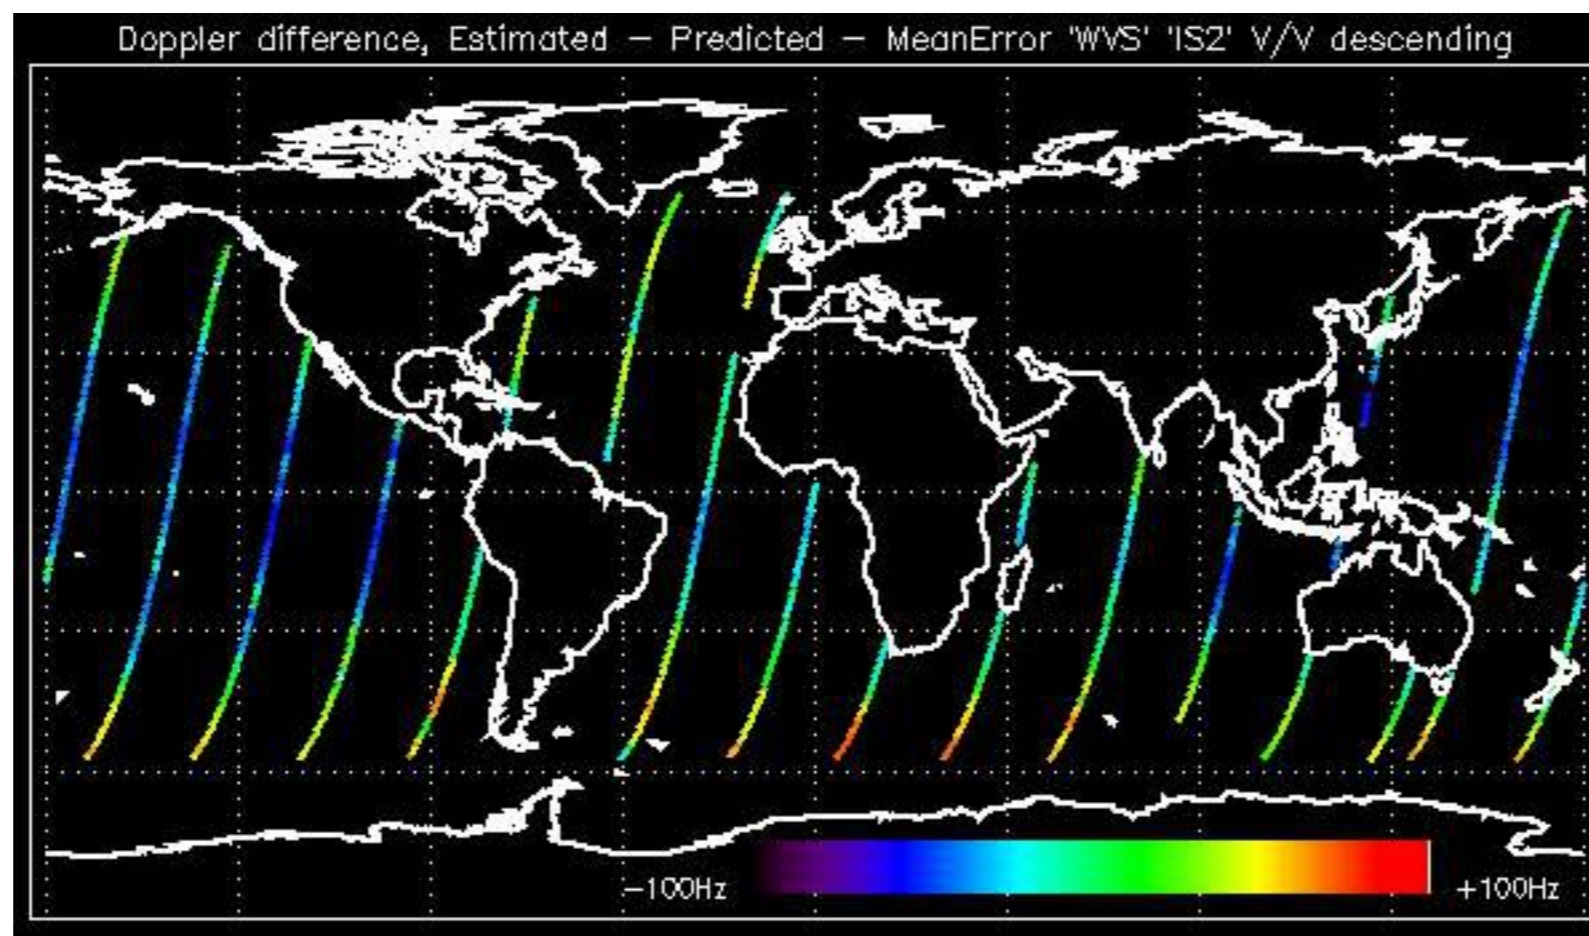 Doppler difference, Estimated – Predicted – MeanError 'WVS' 'IS2' V/V descending
−100Hz +100Hz